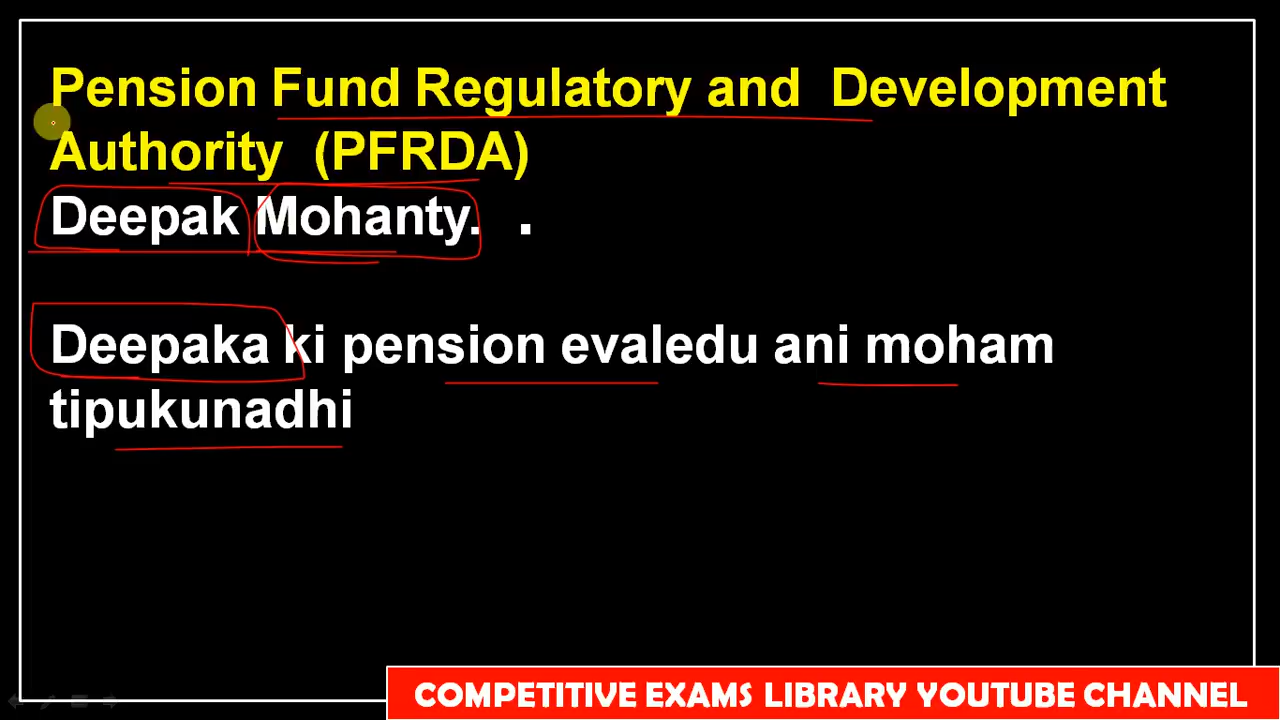 Pension Fund Regulatory and Development
Authority (PFRDA)
Deepak Mohanty. .
Deepaka ki pension evaledu ani moham
tipukunadhi
COMPETITIVE EXAMS LIBRARY YOUTUBE CHANNEL